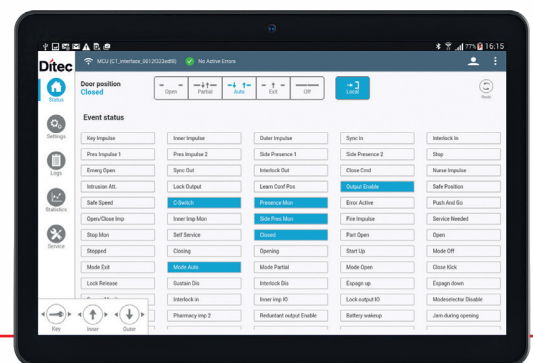 77% 16:15
Ditec
MCU (CT_interface_0012f323edf8) No Active Errors
Door position
Closed
Open Partial Auto Exit Off Local Reset
Status
Event status
Key Impulse Inner Impulse Outer Impulse Sync In Interlock In
Settings
Pres Impulse 1 Pres Impulse 2 Side Presence 1 Side Presence 2 Stop
Emerg Open Sync Out Interlock Out Close Cmd Nurse Impulse
Logs
Intrusion Att. Lock Output Learn Conf Pos Output Enable Safe Position
Safe Speed C-Switch Presence Mon Error Active Push And Go
Statistics
Open/Close Imp Inner Imp Mon Side Pres Mon Fire Impulse Service Needed
Stop Mon Self Service Closed Part Open Open
Service
Stopped Closing Opening Start Up Mode Off
Mode Exit Mode Auto Mode Partial Mode Open Close Kick
Lock Release Sustain Dis Interlock Dis Espagn up Espagn down
Interlock in Inner imp IO Lock output IO Modeselector Disable
Pharmacy imp 2 Redundant output Enable Battery wakeup Jam during opening
Key Inner Outer